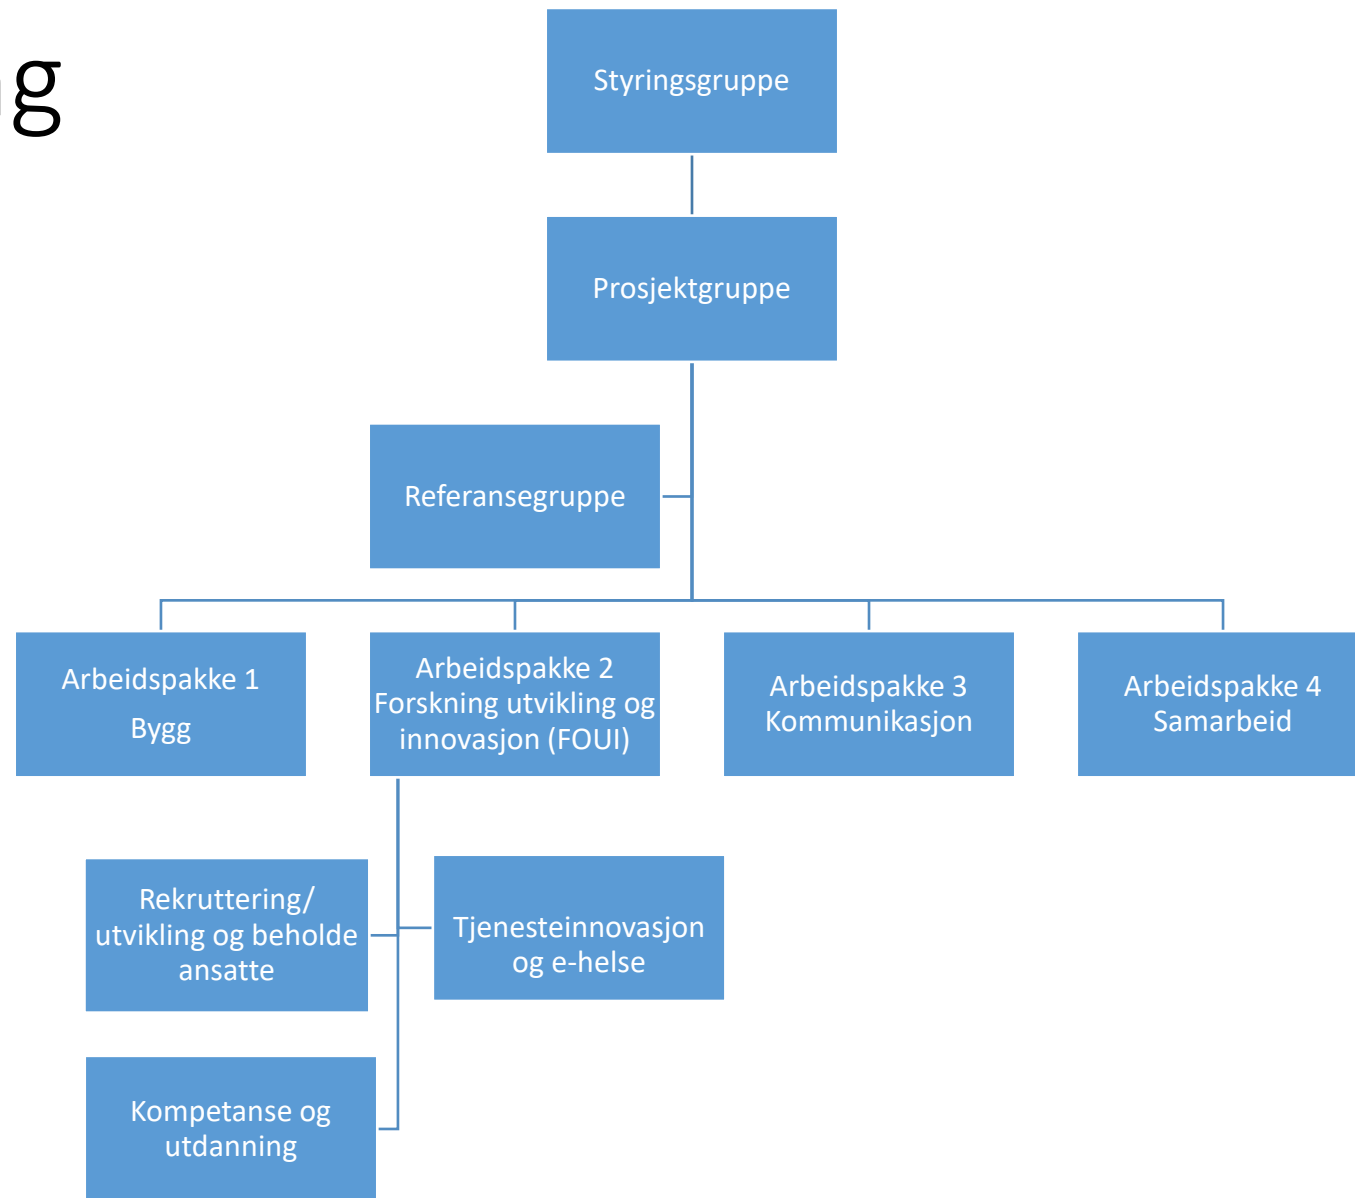 Styringsgruppe
Prosjektgruppe
Referansegruppe
Arbeidspakke 1
Bygg
Arbeidspakke 2
Forskning utvikling og
innovasjon (FOUI)
Arbeidspakke 3
Kommunikasjon
Arbeidspakke 4
Samarbeid
Rekruttering/
utvikling og beholde
ansatte
Tjenesteinnovasjon
og e-helse
Kompetanse og
utdanning